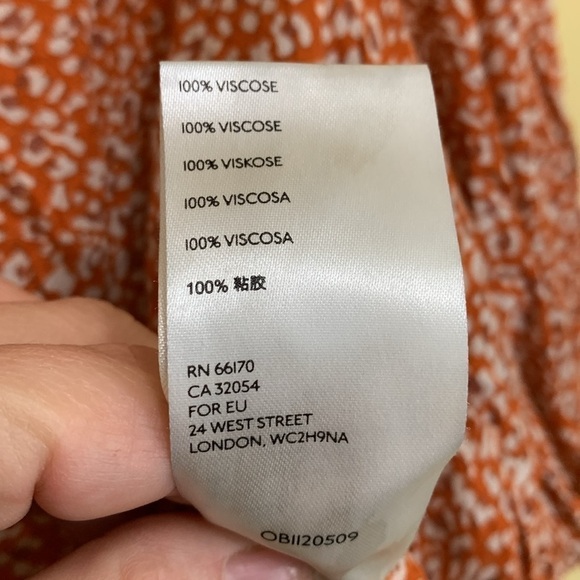 100% VISCOSE
100% VISCOSE
100% VISKOSE
100% VISCOSA
100% VISCOSA
100% 粘胶
RN 66170
CA 32054
FOR EU
24 WEST STREET
LONDON, WC2H9NA
OB1120509